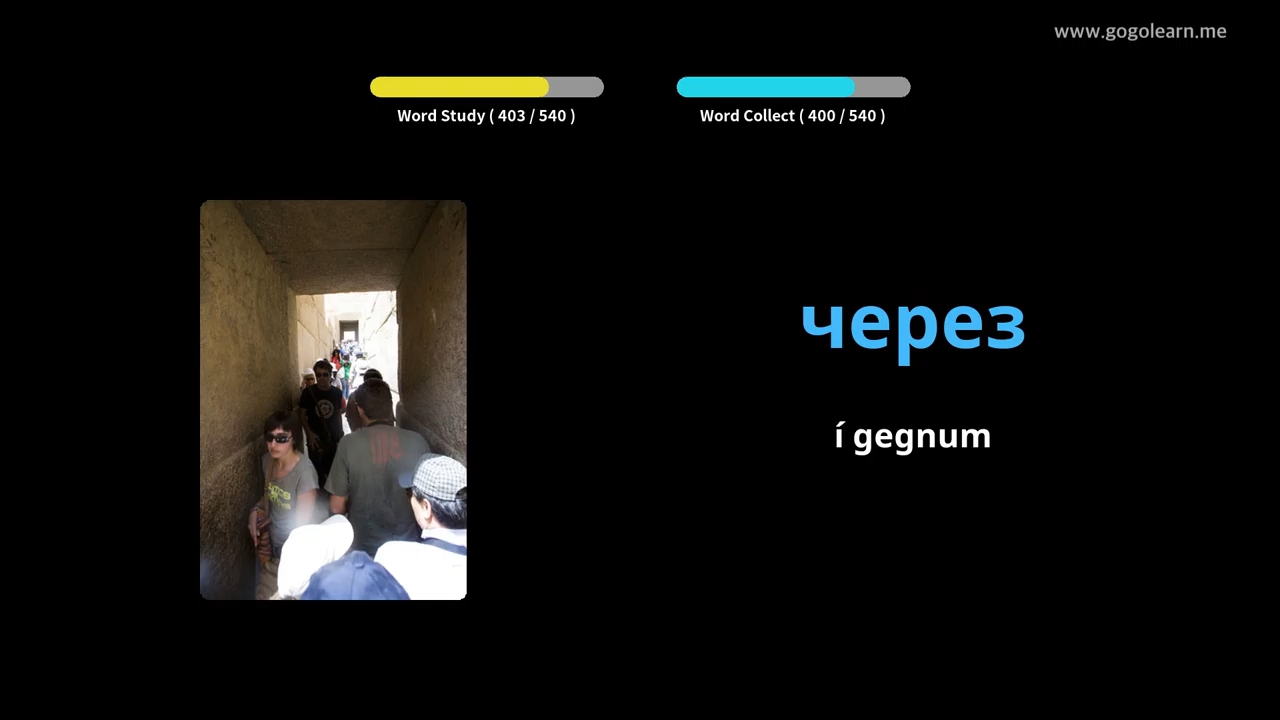 www.gogolearn.me
Word Study ( 403 / 540 )
Word Collect ( 400 / 540 )
через
í gegnum